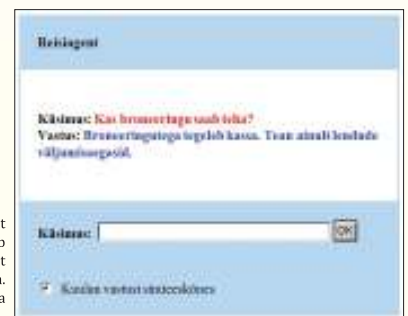 Reisiagent
Küsimus: Kas broneeringu saab teha?
Vastus: Broneeringutega tegeleb kassa. Tean ainult lendude
väljumisaegasid.
Küsimus: OK
Kuulen vastust sünteeskõnes